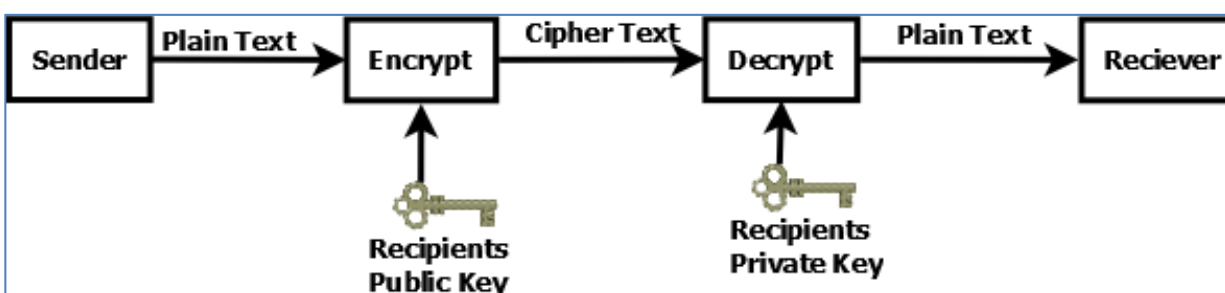 Sender Plain Text Encrypt Cipher Text Decrypt Plain Text Reciever
Recipients
Public Key
Recipients
Private Key